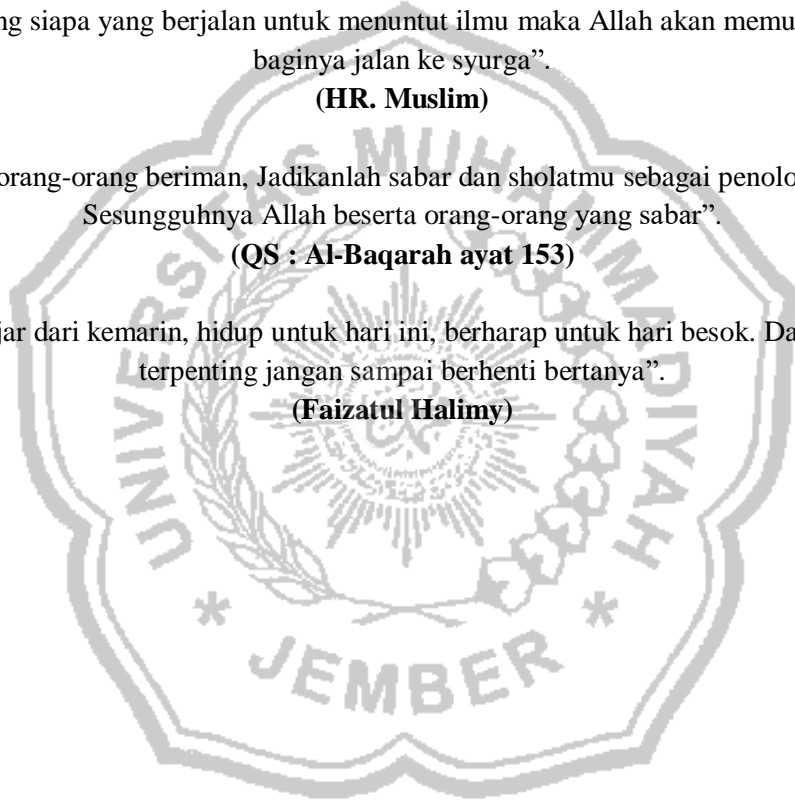 ng siapa yang berjalan untuk menuntut ilmu maka Allah akan memu
baginya jalan ke syurga”.
(HR. Muslim)
orang-orang beriman, Jadikanlah sabar dan sholatmu sebagai penolo
Sesungguhnya Allah beserta orang-orang yang sabar”.
(QS : Al-Baqarah ayat 153)
jar dari kemarin, hidup untuk hari ini, berharap untuk hari besok. Da
terpenting jangan sampai berhenti bertanya”.
(Faizatul Halimy)
UNIVERSITAS MUHAMMADIYAH
* JEMBER *